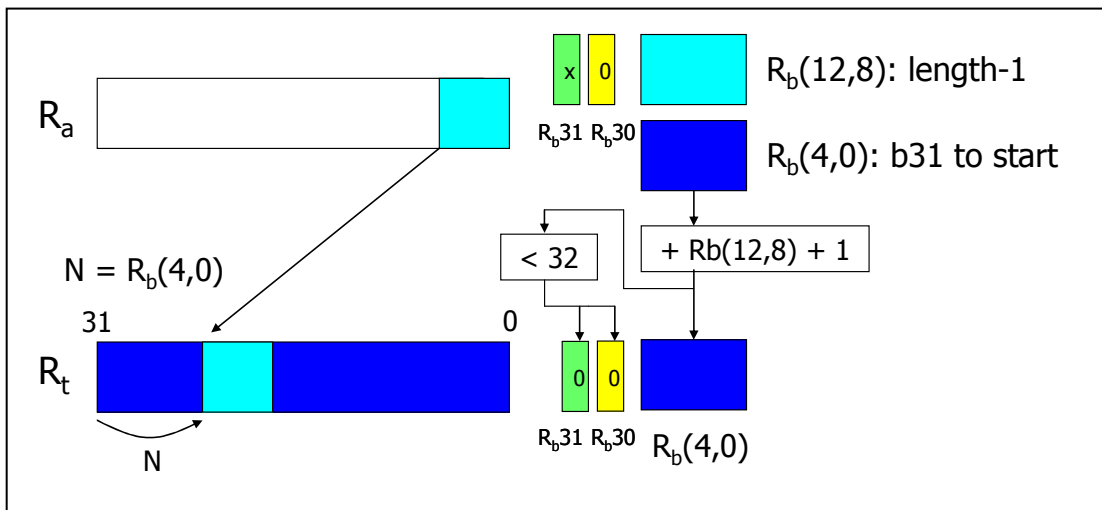 x 0 R_b(12,8): length-1
R_a
R_b31 R_b30
R_b(4,0): b31 to start
+ Rb(12,8) + 1
< 32
N = R_b(4,0)
31 0
R_t
0 0
R_b31 R_b30
R_b(4,0)
N